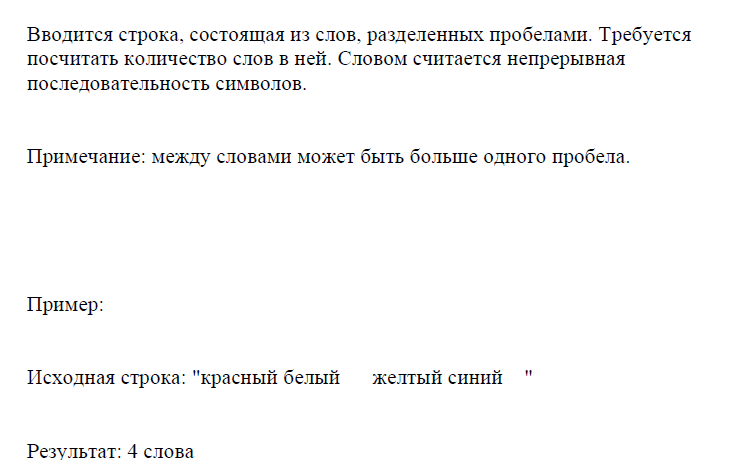 Вводится строка, состоящая из слов, разделенных пробелами. Требуется
посчитать количество слов в ней. Словом считается непрерывная
последовательность символов.
Примечание: между словами может быть больше одного пробела.
Пример:
Исходная строка: "красный белый      желтый синий    "
Результат: 4 слова